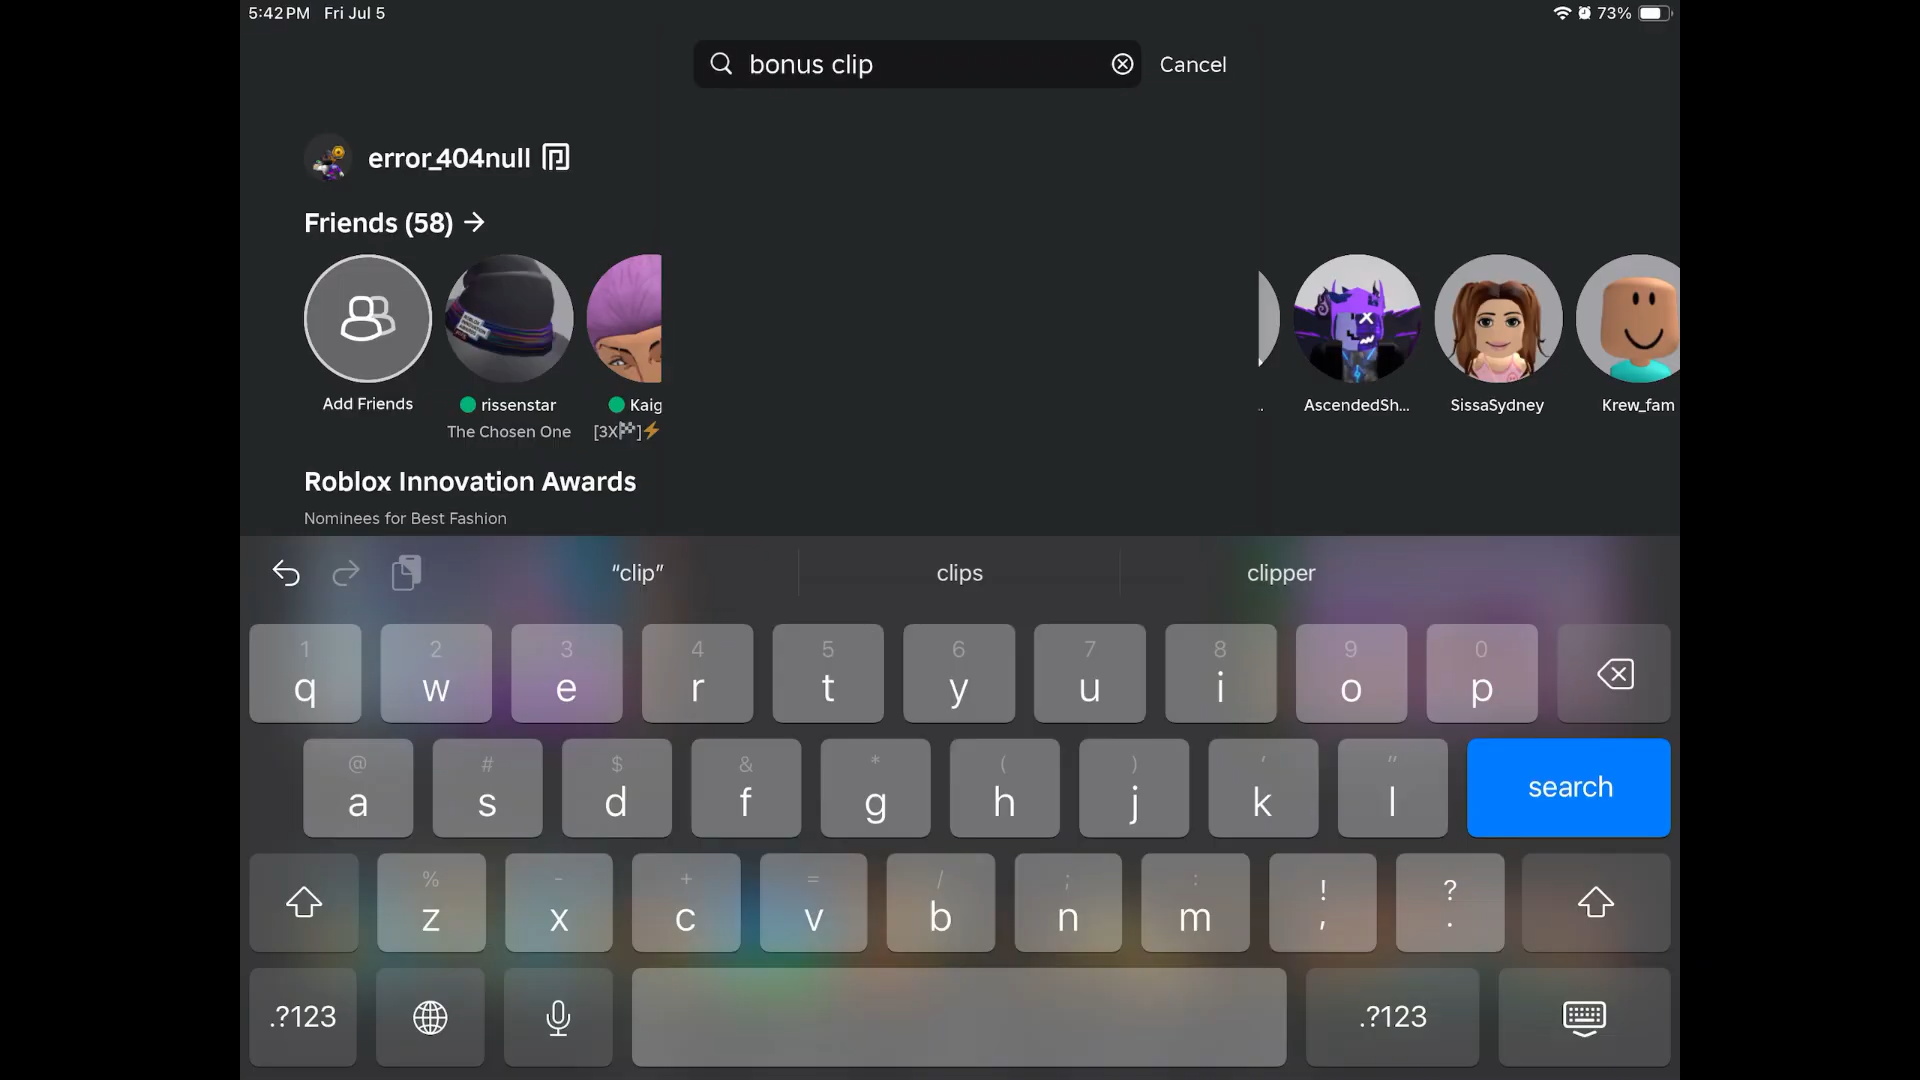 5:42 PM Fri Jul 5
73%
bonus clip
Cancel
error_404null
Friends (58) →
Add Friends
rissenstar
The Chosen One
Kaig
[3X🏁]⚡
..
AscendedSh...
SissaSydney
Krew_fam
Roblox Innovation Awards
Nominees for Best Fashion
“clip” clips clipper
1 2 3 4 5 6 7 8 9 0
q w e r t y u i o p
@ # $ & * ( ) ' "
a s d f g h j k l search
% - + = / ; : ! ?
z x c v b n m , .
.?123 .?123